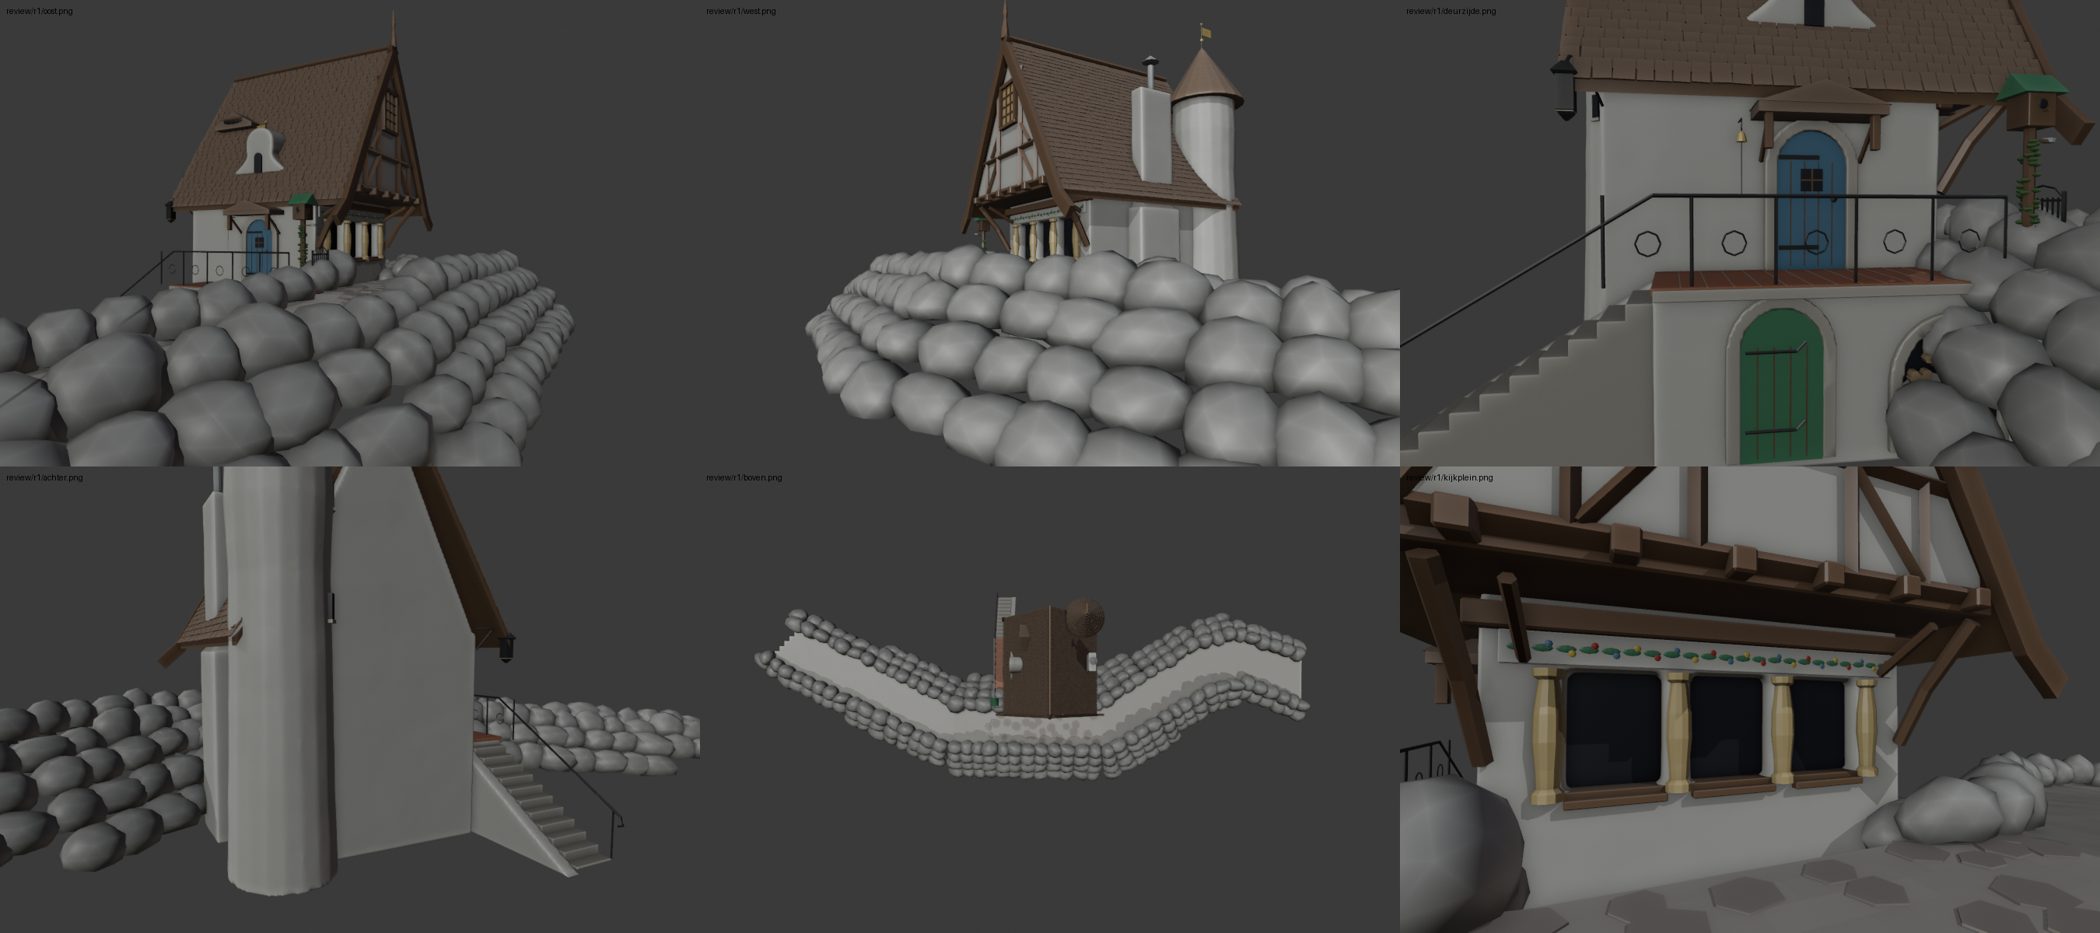 review/r1/oost.png
review/r1/west.png
review/r1/deurzijde.png
review/r1/achter.png
review/r1/boven.png
review/r1/kijkplein.png